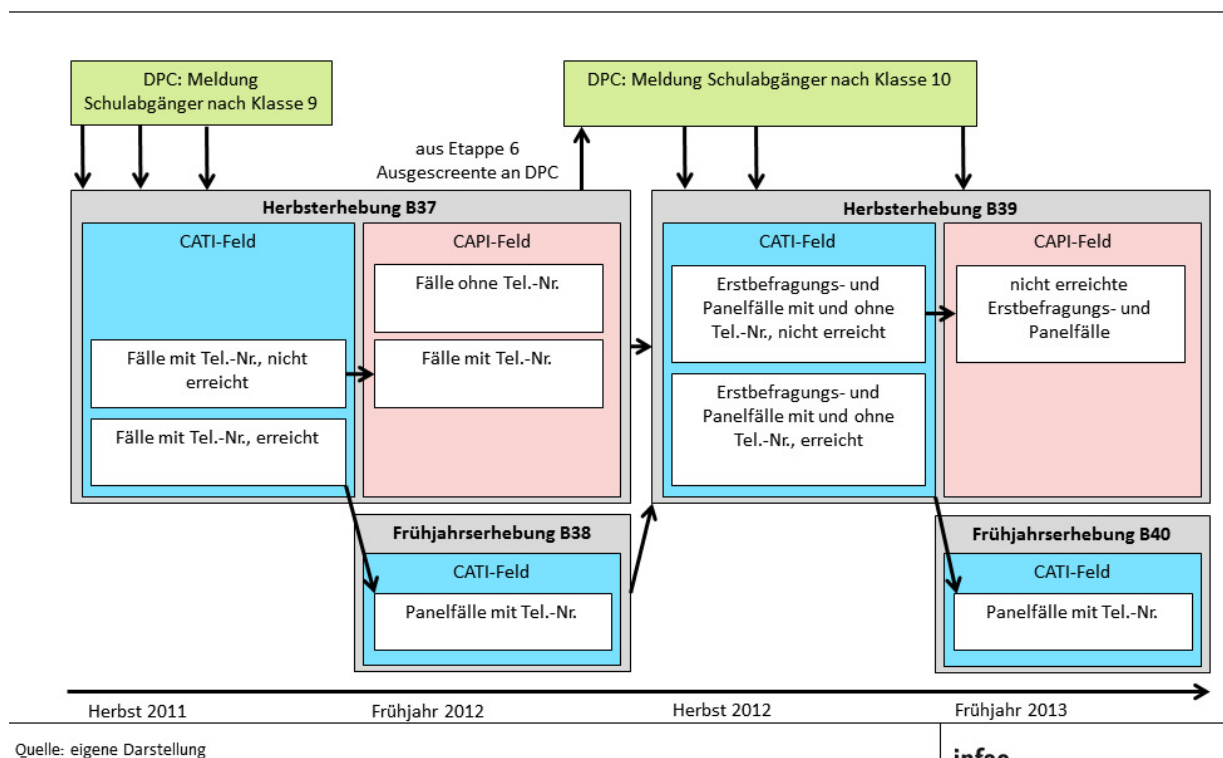 DPC: Meldung
Schulabgänger nach Klasse 9
DPC: Meldung Schulabgänger nach Klasse 10
aus Etappe 6
Ausgescreente an DPC
Herbsterhebung B37
CATI-Feld
Fälle mit Tel.-Nr., nicht
erreicht
Fälle mit Tel.-Nr., erreicht
CAPI-Feld
Fälle ohne Tel.-Nr.
Fälle mit Tel.-Nr.
Frühjahrserhebung B38
CATI-Feld
Panelfälle mit Tel.-Nr.
Herbsterhebung B39
CATI-Feld
Erstbefragungs- und
Panelfälle mit und ohne
Tel.-Nr., nicht erreicht
Erstbefragungs- und
Panelfälle mit und ohne
Tel.-Nr., erreicht
CAPI-Feld
nicht erreichte
Erstbefragungs- und
Panelfälle
Frühjahrserhebung B40
CATI-Feld
Panelfälle mit Tel.-Nr.
Herbst 2011
Frühjahr 2012
Herbst 2012
Frühjahr 2013
Quelle: eigene Darstellung